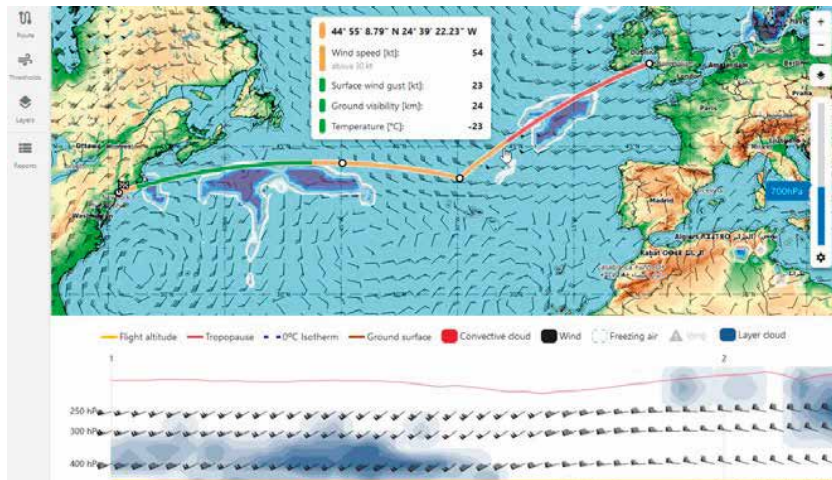 Route
Thresholds
Layers
Reports
44° 55' 8.79" N 24° 39' 22.23" W
Wind speed [kt]: 54
above 30 kt
Surface wind gust [kt]: 23
Ground visibility [km]: 24
Temperature [°C]: -23
+
−
Dublin
Amsterdam
Berlin
London
Paris
Ottawa
Madrid
Rabat
700hPa
Flight altitude
Tropopause
0°C Isotherm
Ground surface
Convective cloud
Wind
Freezing air
Layer cloud
1
2
250 hPa
300 hPa
400 hPa